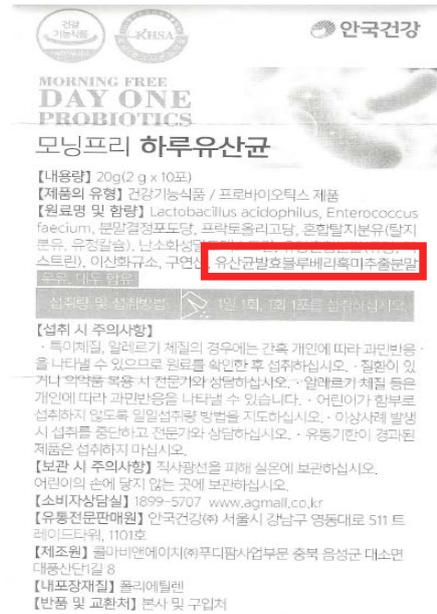 건강
기능식품
KHSA
안국건강
MORNING FREE
DAY ONE
PROBIOTICS
모닝프리 하루유산균
【내용량】 20g(2 g x 10포)
【제품의 유형】 건강기능식품 / 프로바이오틱스 제품
【원료명 및 함량】 Lactobacillus acidophilus, Enterococcus
faecium, 분말결정포도당, 프락토올리고당, 혼합탈지분유(탈지
분유, 유청칼슘), 난소화성
스트린), 이산화규소, 구연산, 유산균발효블루베리흑미추출분말
우유, 대두 함유
섭취량 및 섭취방법 1일 1회, 1회 1포를 섭취하십시오.
【섭취 시 주의사항】
· 특이체질, 알레르기 체질의 경우에는 간혹 개인에 따라 과민반응
을 나타낼 수 있으므로 원료를 확인한 후 섭취하십시오. · 질환이 있
거나 의약품 복용 시 전문가와 상담하십시오. · 알레르기 체질 등은
개인에 따라 과민반응을 나타낼 수 있습니다. · 어린이가 함부로
섭취하지 않도록 일일섭취량 방법을 지도하십시오. · 이상사례 발생
시 섭취를 중단하고 전문가와 상담하십시오. · 유통기한이 경과된
제품은 섭취하지 마십시오.
【보관 시 주의사항】 직사광선을 피해 실온에 보관하십시오.
어린이의 손에 닿지 않는 곳에 보관하십시오.
【소비자상담실】 1899-5707 www.agmall.co.kr
【유통전문판매원】 안국건강(주) 서울시 강남구 영동대로 511 트
레이드타워, 1101호
【제조원】 콜마비앤에이치(주)푸디팜사업부문 충북 음성군 대소면
대풍산단1길 8
【내포장재질】 폴리에틸렌
【반품 및 교환처】 본사 및 구입처